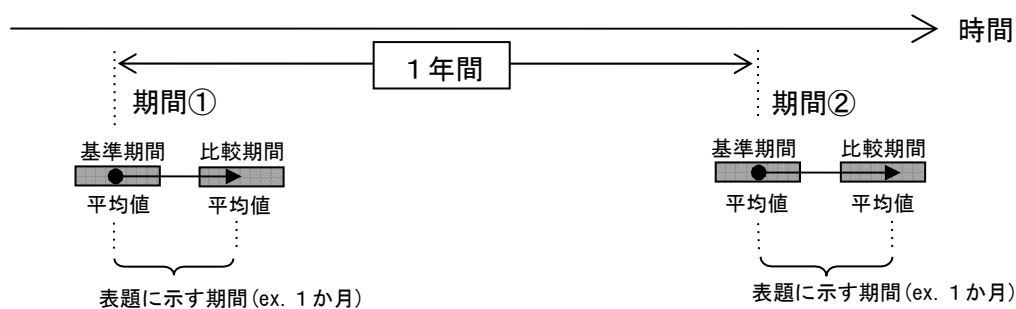 時間
１年間
期間①
期間②
基準期間 比較期間
基準期間 比較期間
平均値 平均値
平均値 平均値
表題に示す期間(ex. １か月)
表題に示す期間(ex. １か月)